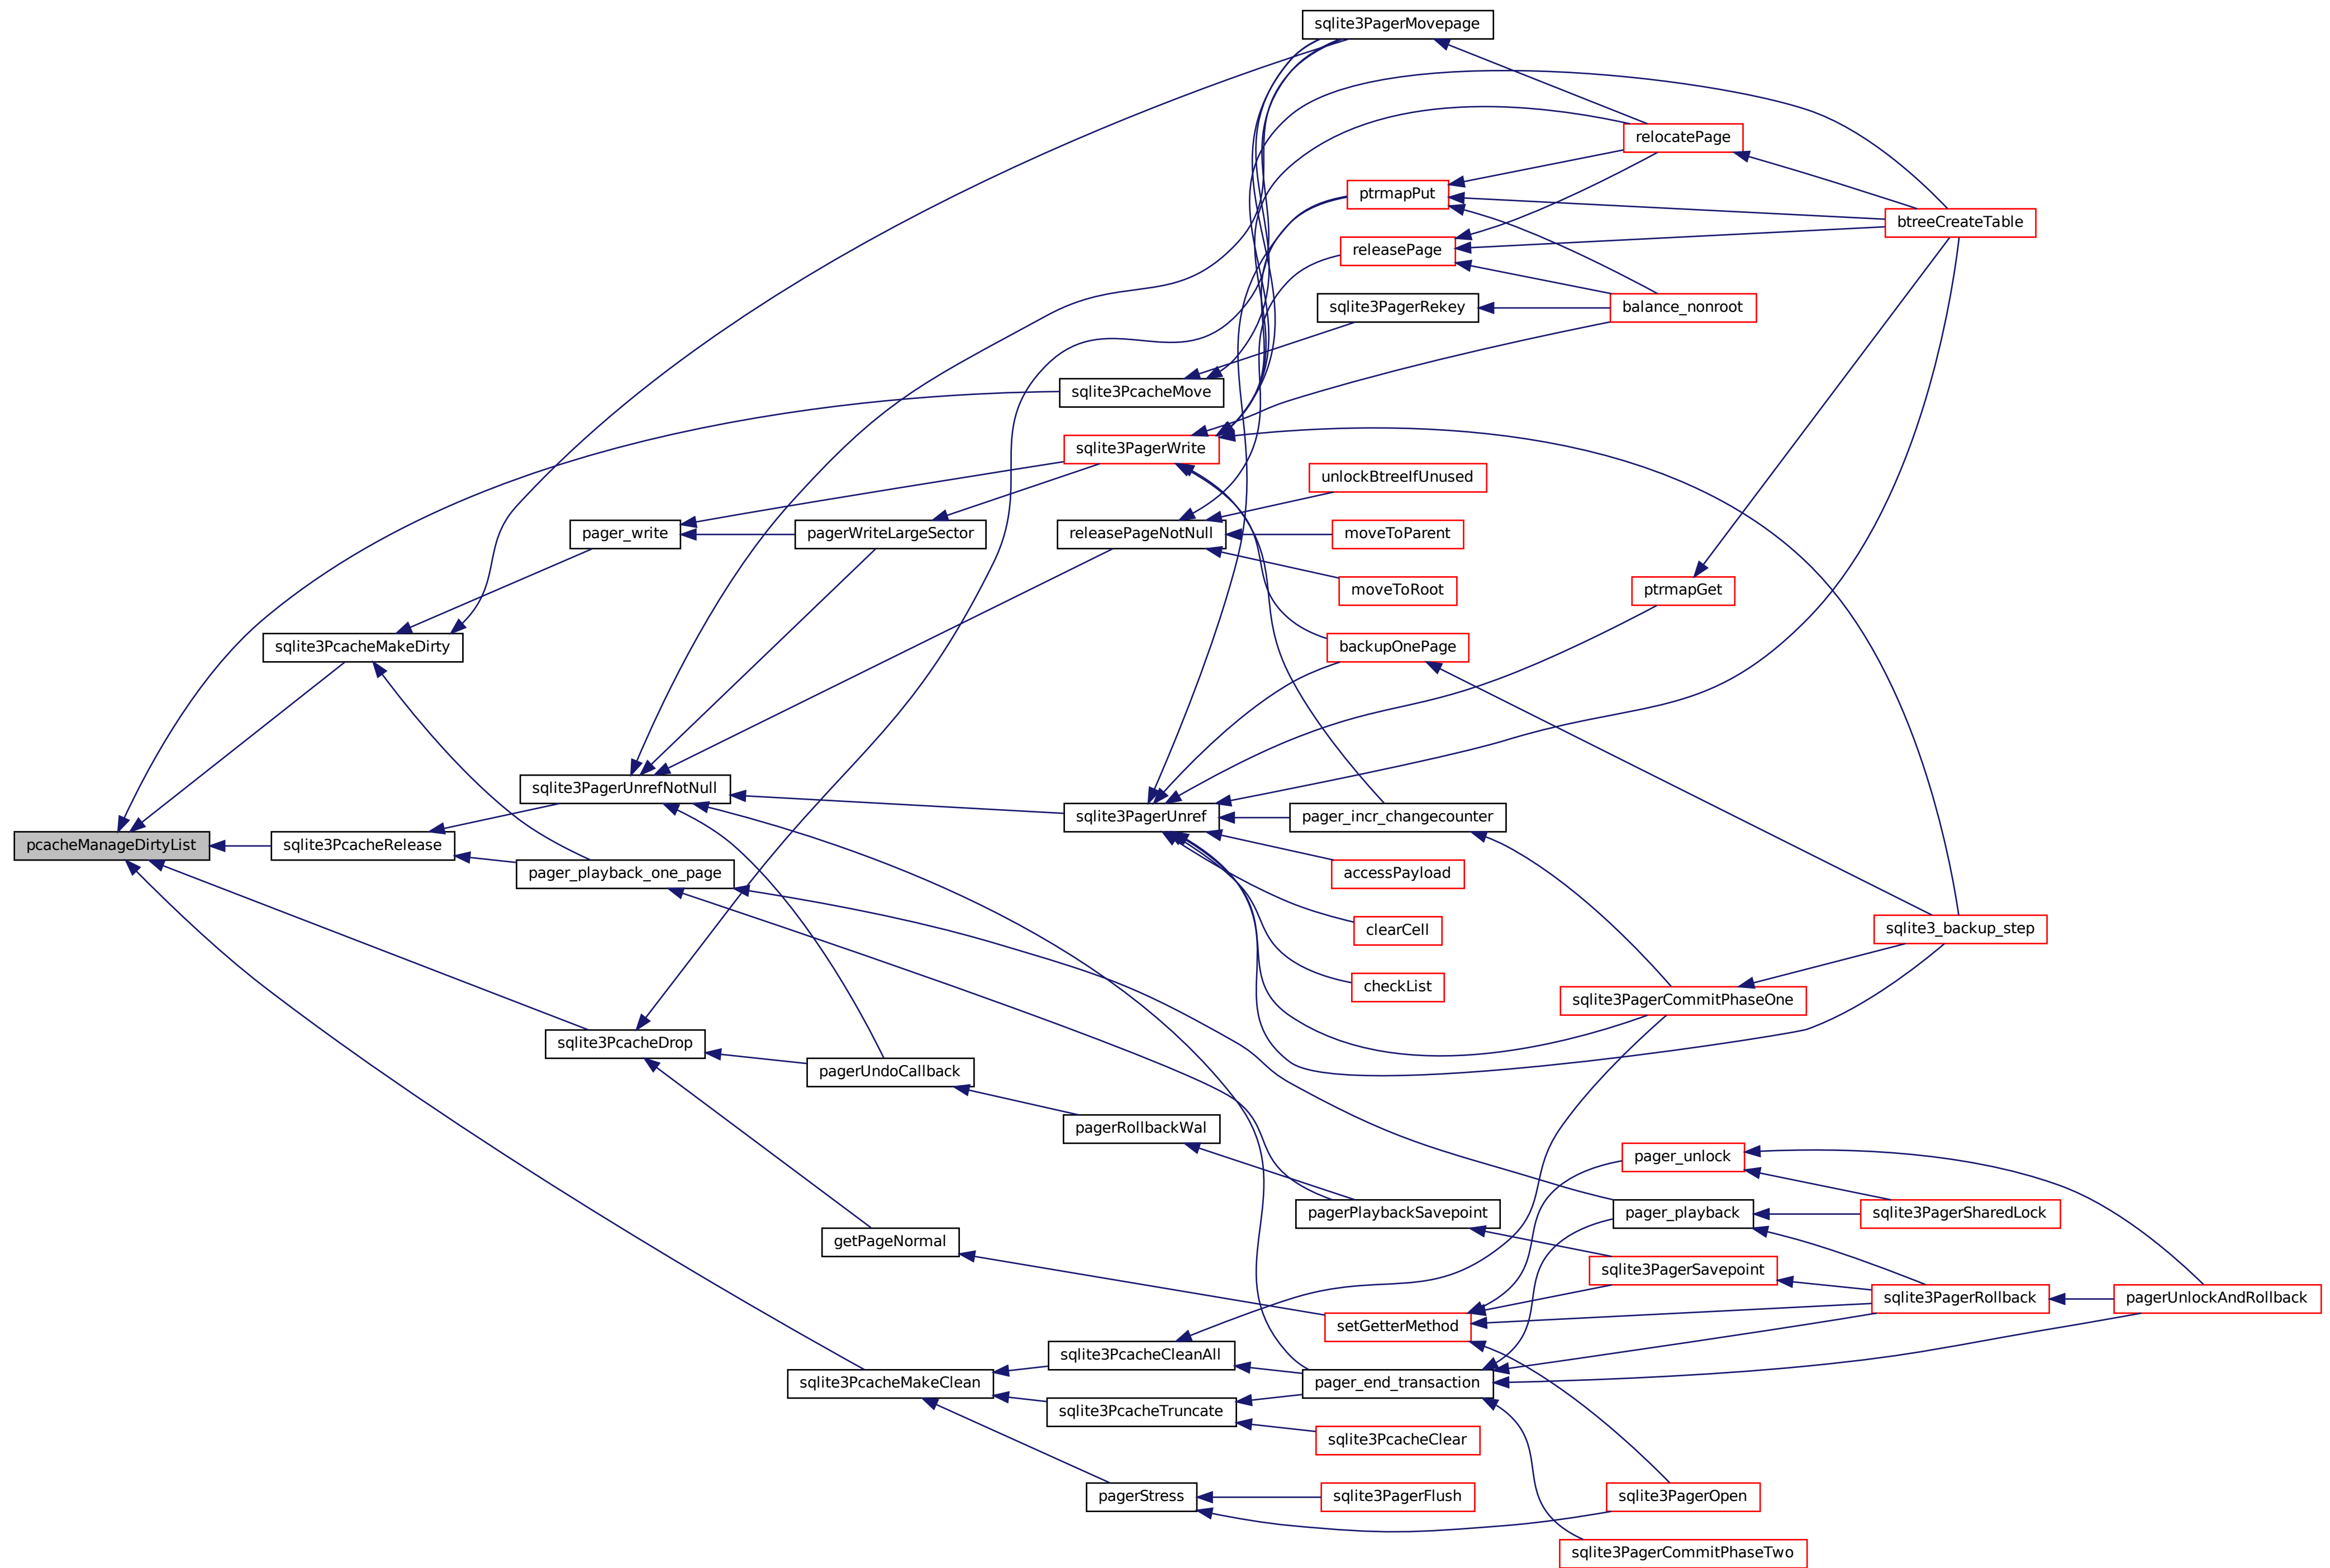 sqlite3PagerMovepage
relocatePage
ptrmapPut
btreeCreateTable
releasePage
sqlite3PagerRekey
balance_nonroot
sqlite3PcacheMove
sqlite3PagerWrite
unlockBtreeIfUnused
pager_write
pagerWriteLargeSector
releasePageNotNull
moveToParent
moveToRoot
ptrmapGet
sqlite3PcacheMakeDirty
backupOnePage
sqlite3PagerUnrefNotNull
sqlite3PagerUnref
pager_incr_changecounter
pcacheManageDirtyList
sqlite3PcacheRelease
pager_playback_one_page
accessPayload
clearCell
sqlite3_backup_step
checkList
sqlite3PagerCommitPhaseOne
sqlite3PcacheDrop
pagerUndoCallback
pagerRollbackWal
pager_unlock
pagerPlaybackSavepoint
pager_playback
sqlite3PagerSharedLock
getPageNormal
sqlite3PagerSavepoint
sqlite3PagerRollback
pagerUnlockAndRollback
setGetterMethod
sqlite3PcacheCleanAll
sqlite3PcacheMakeClean
pager_end_transaction
sqlite3PcacheTruncate
sqlite3PcacheClear
pagerStress
sqlite3PagerFlush
sqlite3PagerOpen
sqlite3PagerCommitPhaseTwo